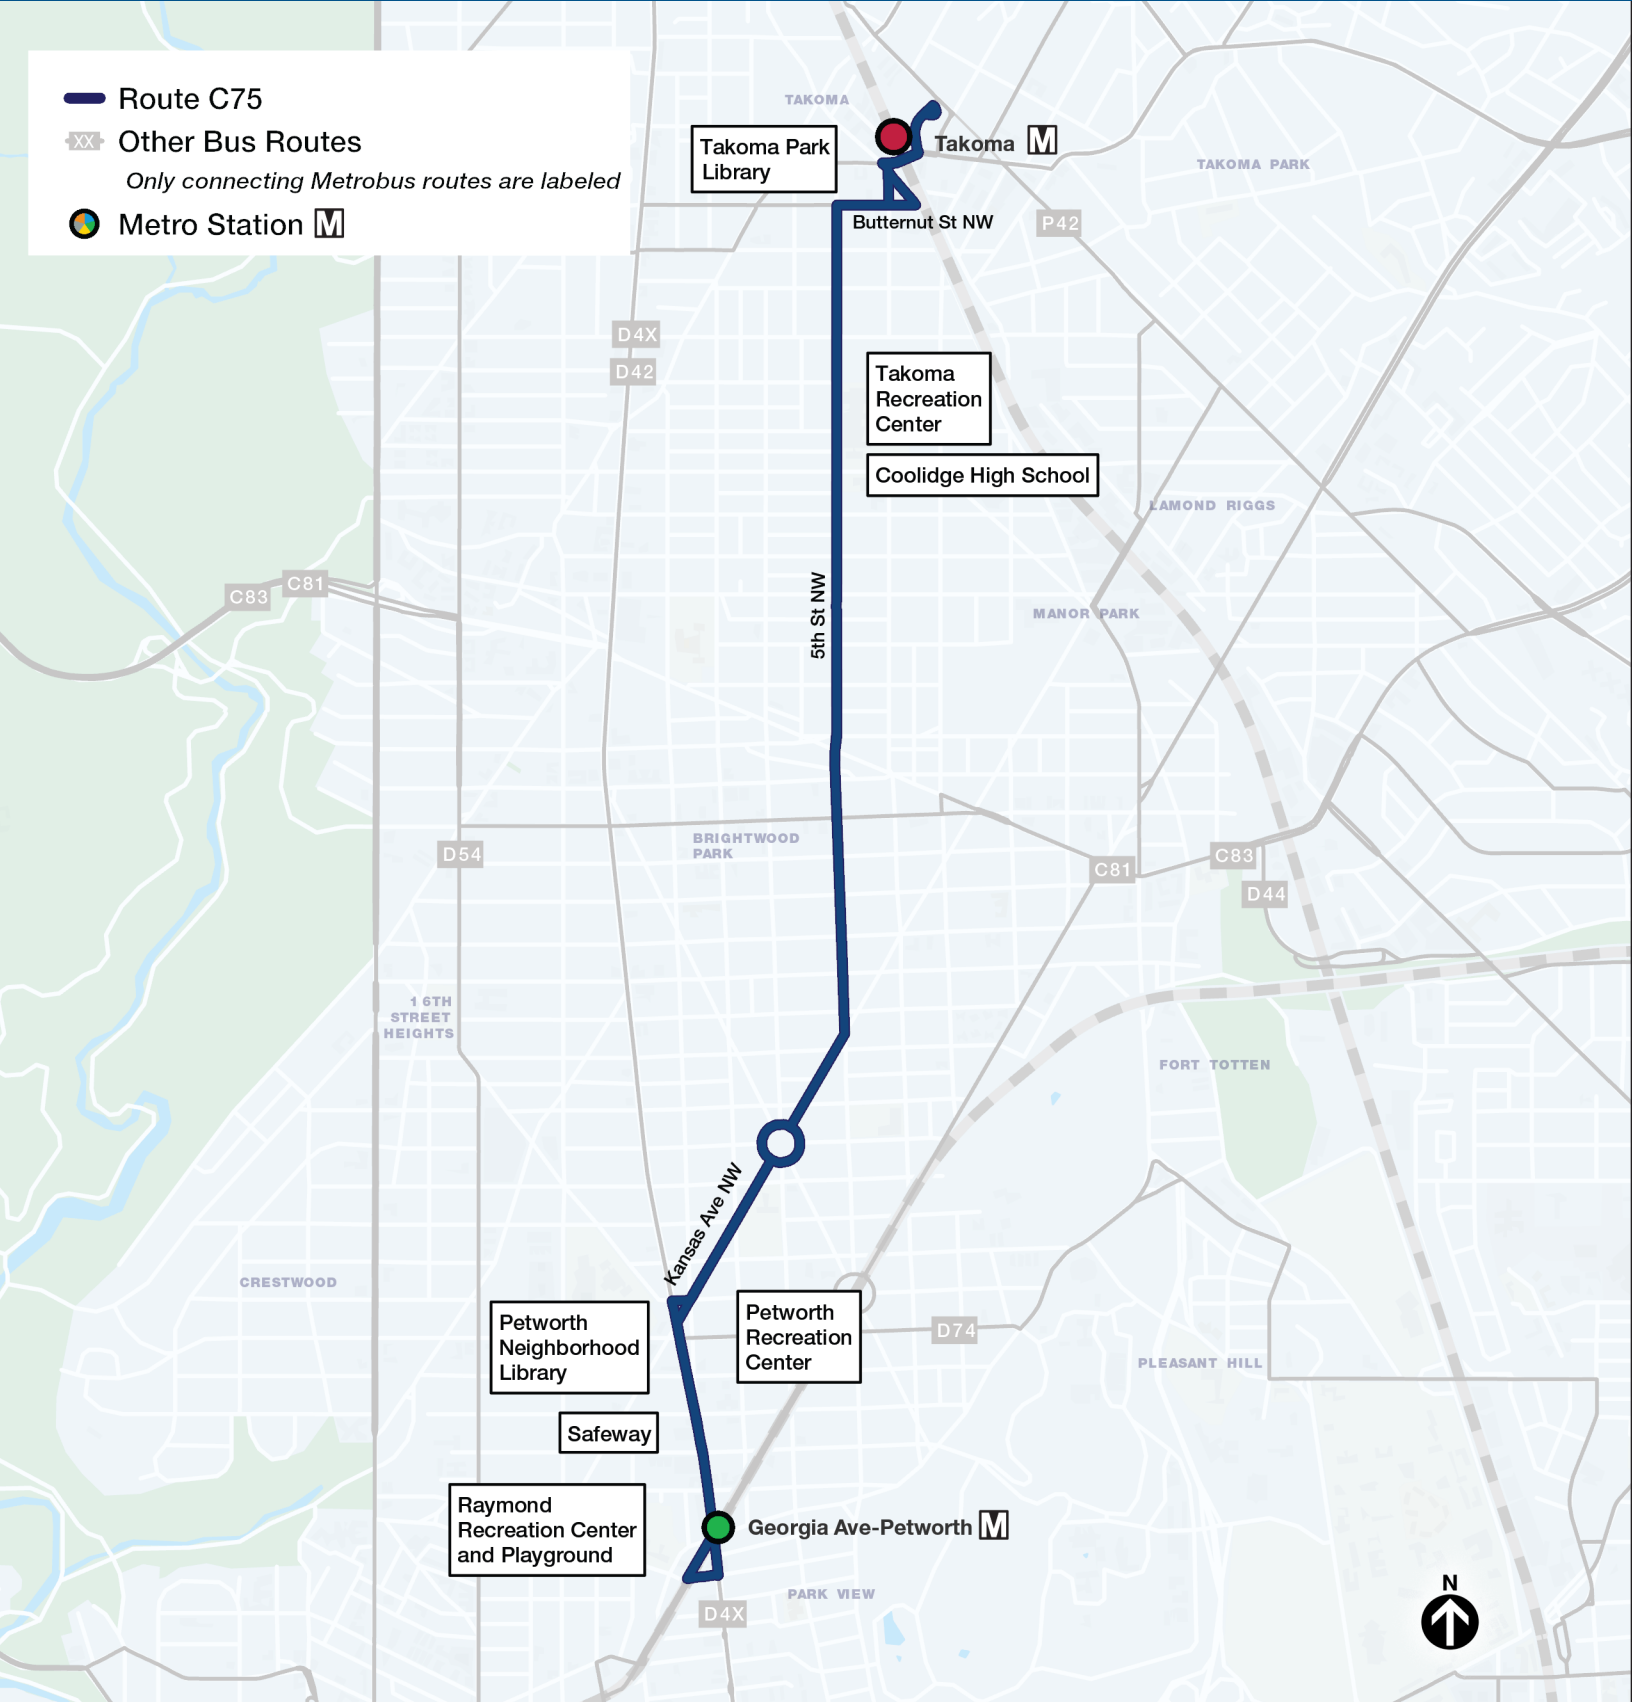 Route C75
XX
Other Bus Routes
Only connecting Metrobus routes are labeled
Metro Station M
TAKOMA
Takoma Park
Library
Takoma M
TAKOMA PARK
P42
Butternut St NW
D4X
D42
Takoma
Recreation
Center
Coolidge High School
LAMOND RIGGS
C83
C81
5th St NW
MANOR PARK
BRIGHTWOOD
PARK
D54
C81
C83
D44
1 6TH
STREET
HEIGHTS
FORT TOTTEN
Kansas Ave NW
CRESTWOOD
Petworth
Neighborhood
Library
Petworth
Recreation
Center
D74
PLEASANT HILL
Safeway
Raymond
Recreation Center
and Playground
Georgia Ave-Petworth M
PARK VIEW
D4X
N